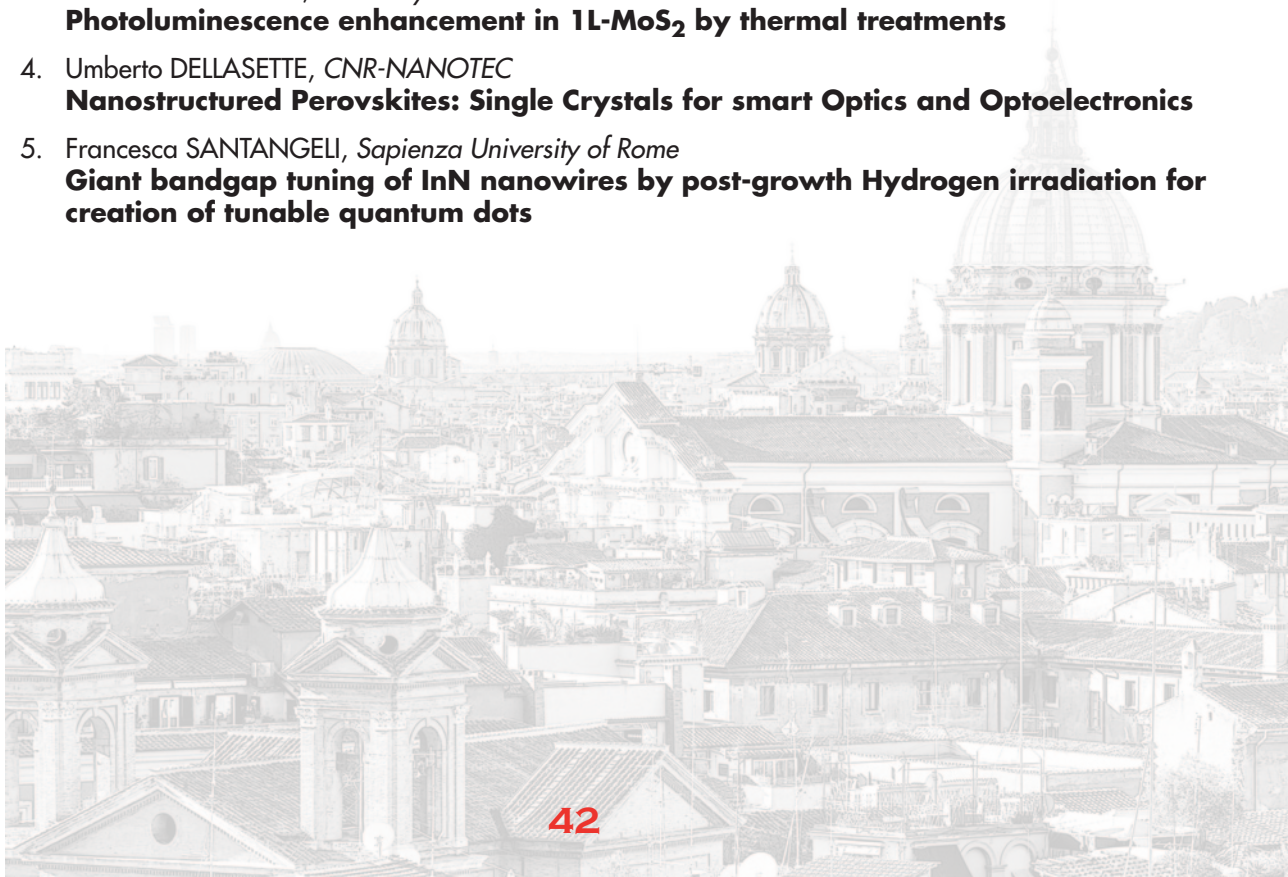 Photoluminescence enhancement in 1L-MoS₂ by thermal treatments
4. Umberto DELLASETTE, CNR-NANOTEC
Nanostructured Perovskites: Single Crystals for smart Optics and Optoelectronics
5. Francesca SANTANGELI, Sapienza University of Rome
Giant bandgap tuning of InN nanowires by post-growth Hydrogen irradiation for
creation of tunable quantum dots
42